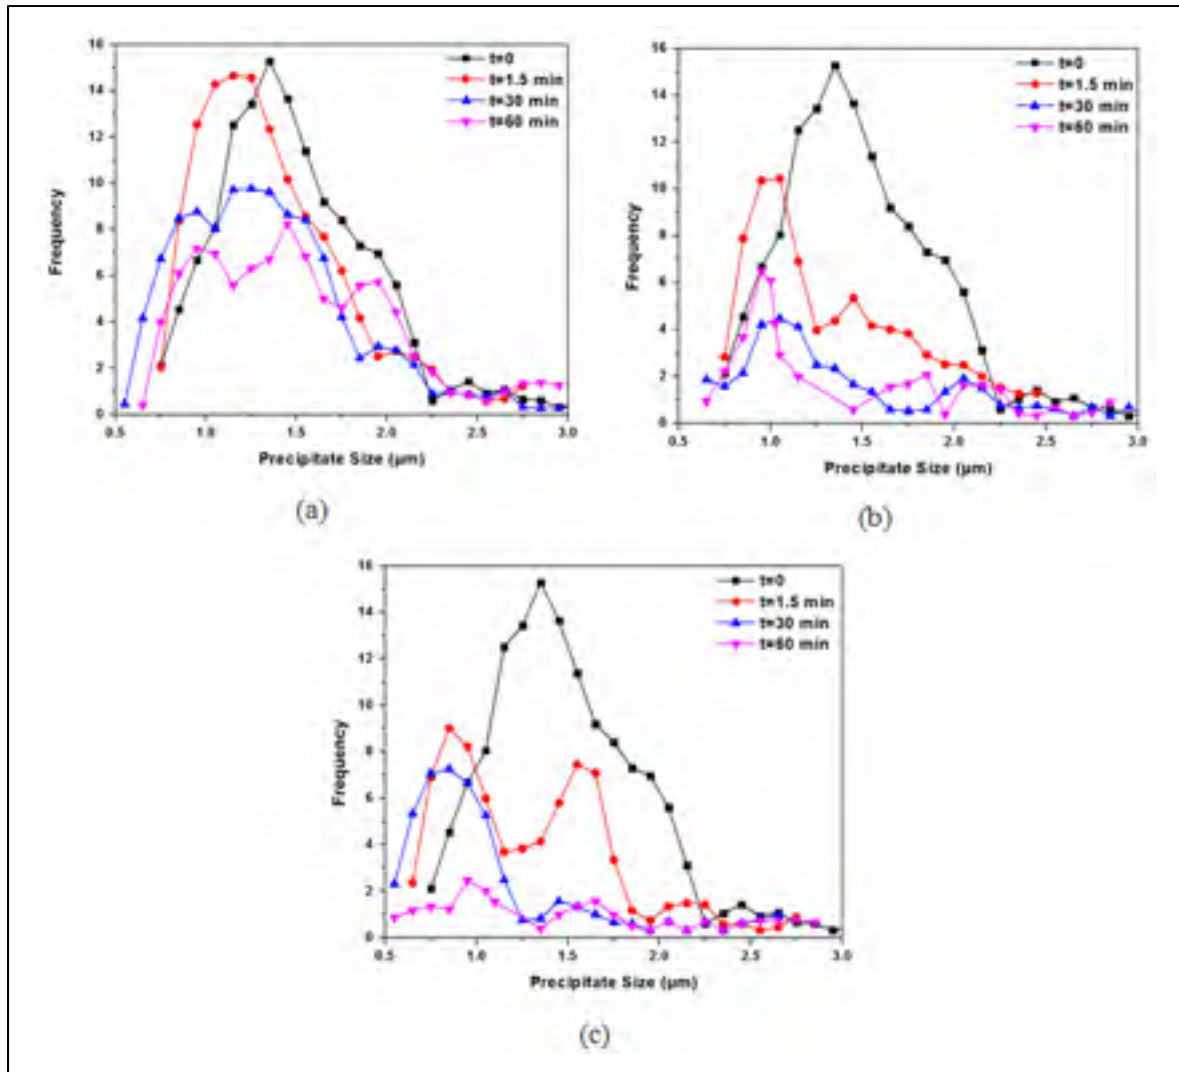 16
14
12
10
8
6
4
2
0
Frequency
t=0
t=1.5 min
t=30 min
t=60 min
0.5 1.0 1.5 2.0 2.5 3.0
Precipitate Size (µm)
(a)
16
14
12
10
8
6
4
2
0
Frequency
t=0
t=1.5 min
t=30 min
t=60 min
0.5 1.0 1.5 2.0 2.5 3.0
Precipitate Size (µm)
(b)
16
14
12
10
8
6
4
2
0
Frequency
t=0
t=1.5 min
t=30 min
t=60 min
0.5 1.0 1.5 2.0 2.5 3.0
Precipitate Size (µm)
(c)